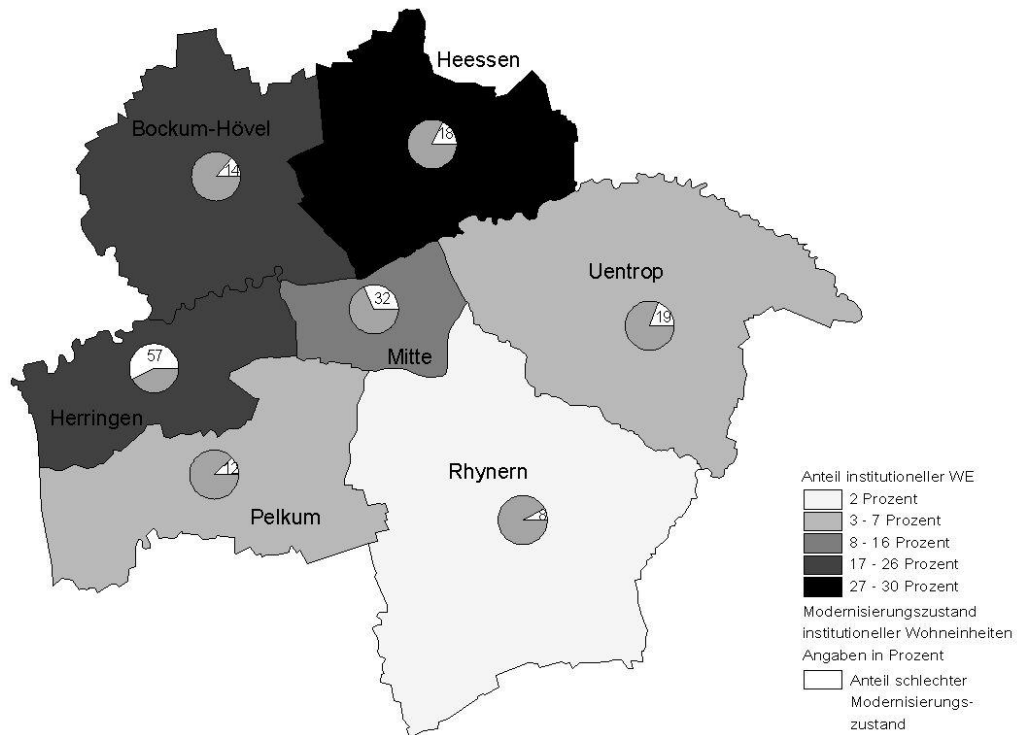 Heessen
Bockum-Hövel
18
14
Uentrop
32
19
57
Mitte
Herringen
12
Rhynern
Pelkum
8
Anteil institutioneller WE
2 Prozent
3 - 7 Prozent
8 - 16 Prozent
17 - 26 Prozent
27 - 30 Prozent
Modernisierungszustand
institutioneller Wohneinheiten
Angaben in Prozent
Anteil schlechter
Modernisierungs-
zustand